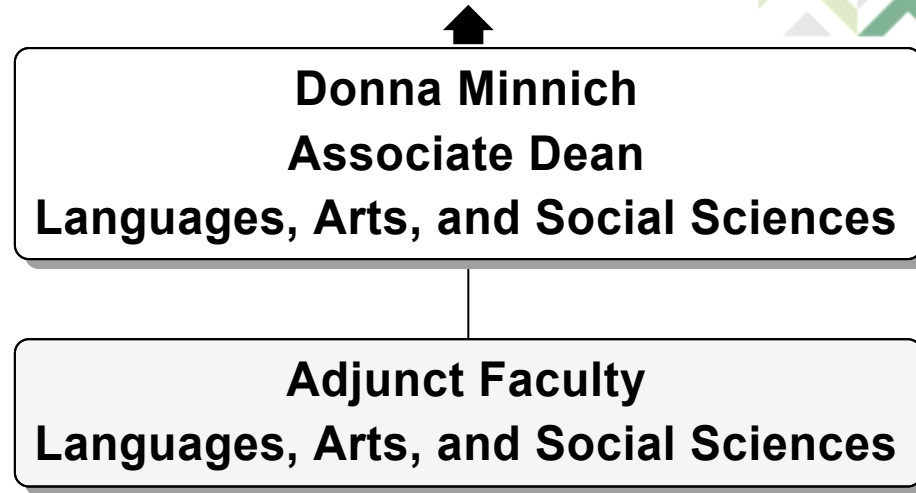 Donna Minnich
Associate Dean
Languages, Arts, and Social Sciences
Adjunct Faculty
Languages, Arts, and Social Sciences